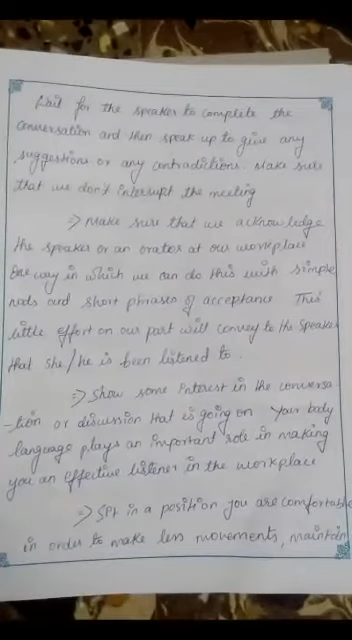 Wait for the speaker to complete the
conversation and then speak up to give any
suggestions or any contradictions. Make sure
that we don't interrupt the meeting
=> Make sure that we acknowledge
the speaker or an orator at our workplace
One way in which we can do this with simple
nods and short phrases of acceptance This
little effort on our part will convey to the speaker
that she/he is been listened to.
=> Show some interest in the conversa
-tion or discussion that is going on Your body
language plays an important role in making
you an effective listener in the workplace
=> Sit in a position you are comfortable
in order to make less movements, maintain